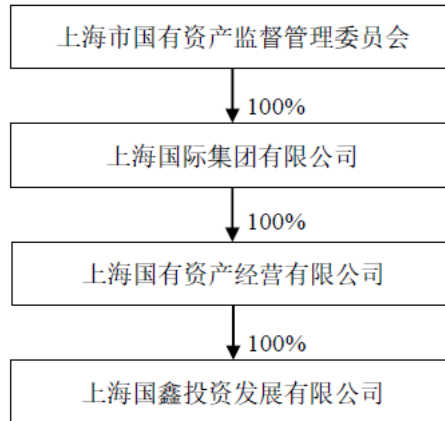 上海市国有资产监督管理委员会
100%
上海国际集团有限公司
100%
上海国有资产经营有限公司
100%
上海国鑫投资发展有限公司